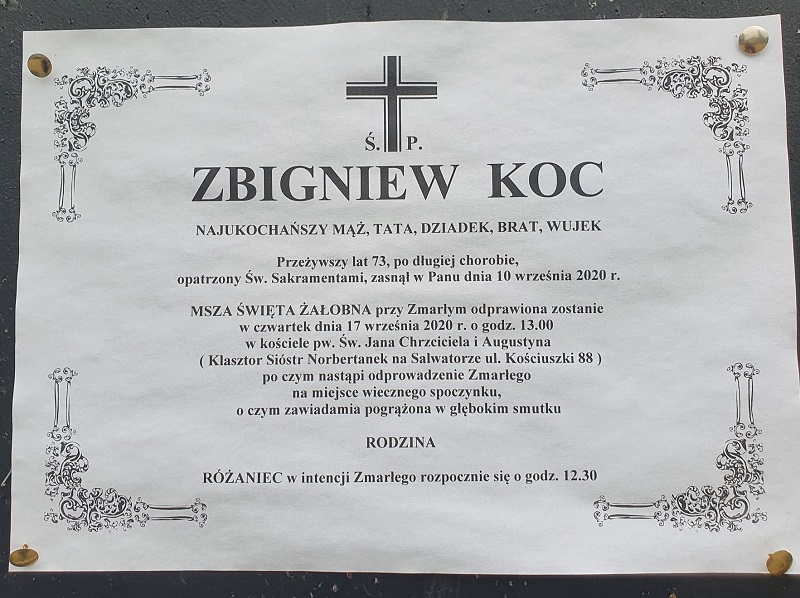 Ś. P.
ZBIGNIEW KOC
NAJUKOCHAŃSZY MĄŻ, TATA, DZIADEK, BRAT, WUJEK
Przeżywszy lat 73, po długiej chorobie,
opatrzony Św. Sakramentami, zasnął w Panu dnia 10 września 2020 r.
MSZA ŚWIĘTA ŻAŁOBNA przy Zmarłym odprawiona zostanie
w czwartek dnia 17 września 2020 r. o godz. 13.00
w kościele pw. Św. Jana Chrzciciela i Augustyna
( Klasztor Sióstr Norbertanek na Salwatorze ul. Kościuszki 88 )
po czym nastąpi odprowadzenie Zmarłego
na miejsce wiecznego spoczynku,
o czym zawiadamia pogrążona w głębokim smutku
RODZINA
RÓŻANIEC w intencji Zmarłego rozpocznie się o godz. 12.30